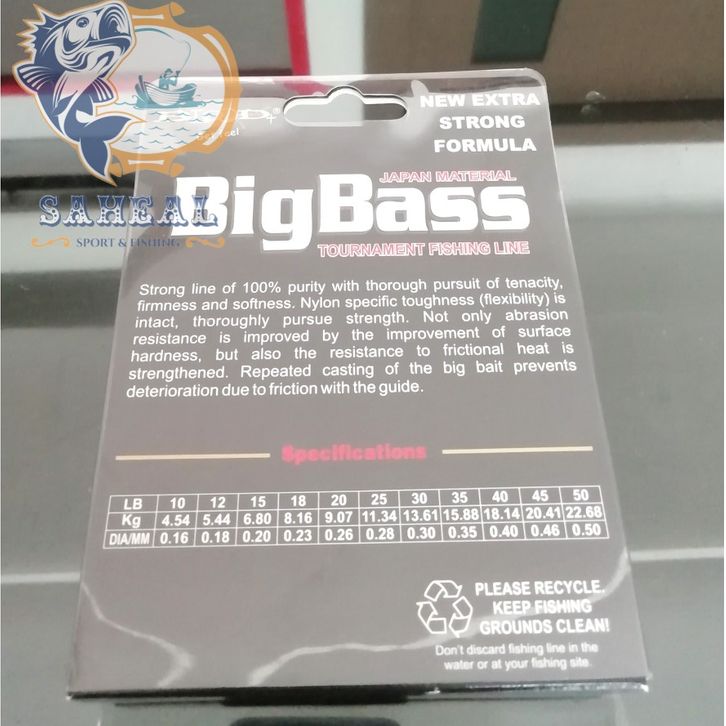 NEW EXTRA
STRONG
FORMULA
JAPAN MATERIAL
BigBass
TOURNAMENT FISHING LINE
SAHEAL
SPORT & FISHING
Strong line of 100% purity with thorough pursuit of tenacity,
firmness and softness. Nylon specific toughness (flexibility) is
intact, thoroughly pursue strength. Not only abrasion
resistance is improved by the improvement of surface
hardness, but also the resistance to frictional heat is
strengthened. Repeated casting of the big bait prevents
deterioration due to friction with the guide.
Specifications
LB 10 12 15 18 20 25 30 35 40 45 50
Kg 4.54 5.44 6.80 8.16 9.07 11.34 13.61 15.88 18.14 20.41 22.68
DIA/MM 0.16 0.18 0.20 0.23 0.26 0.28 0.30 0.35 0.40 0.46 0.50
PLEASE RECYCLE.
KEEP FISHING
GROUNDS CLEAN!
Don't discard fishing line in the
water or at your fishing site.